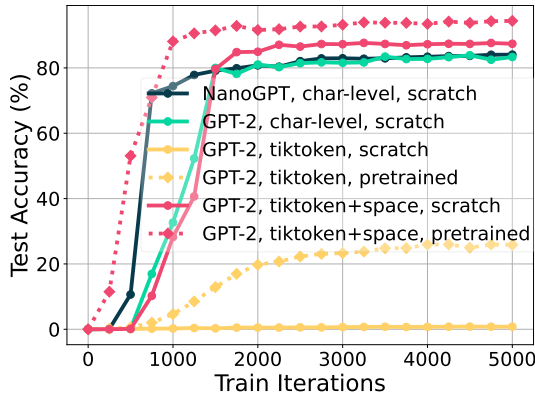 Test Accuracy (%)
80
60
40
20
0
NanoGPT, char-level, scratch
GPT-2, char-level, scratch
GPT-2, tiktoken, scratch
GPT-2, tiktoken, pretrained
GPT-2, tiktoken+space, scratch
GPT-2, tiktoken+space, pretrained
0 1000 2000 3000 4000 5000
Train Iterations